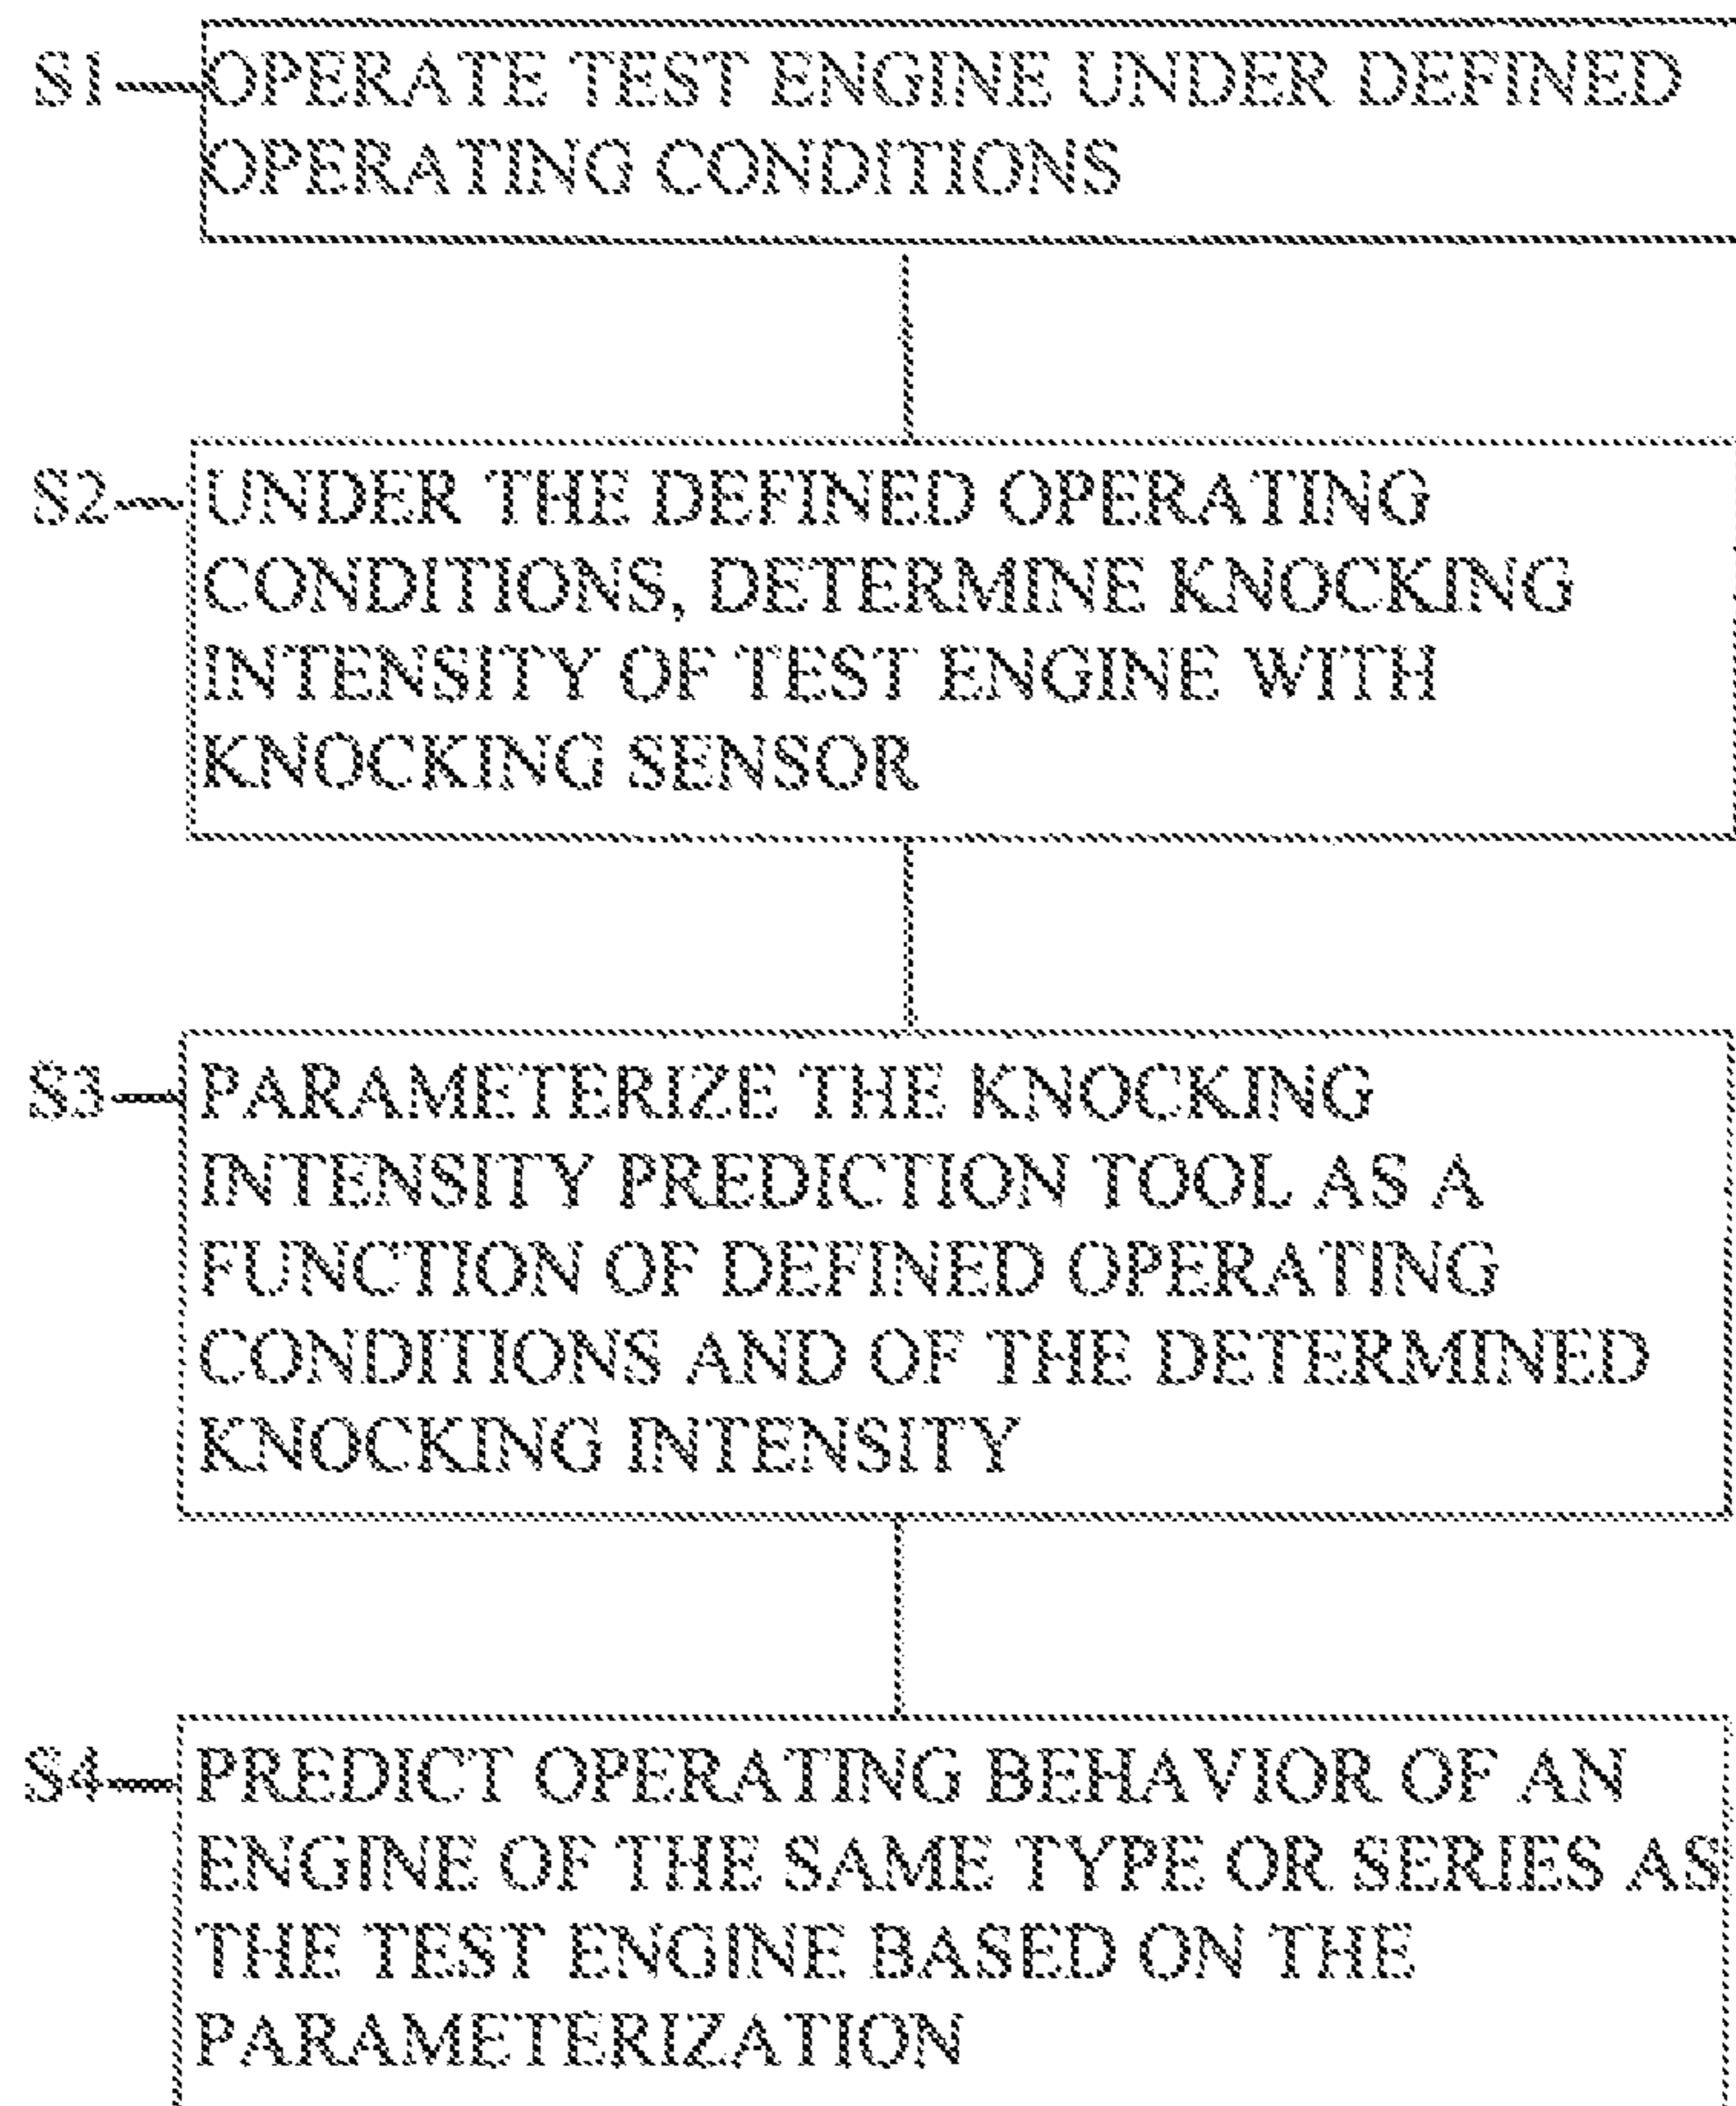 S1 OPERATE TEST ENGINE UNDER DEFINED
OPERATING CONDITIONS
S2 UNDER THE DEFINED OPERATING
CONDITIONS, DETERMINE KNOCKING
INTENSITY OF TEST ENGINE WITH
KNOCKING SENSOR
S3 PARAMETERIZE THE KNOCKING
INTENSITY PREDICTION TOOL AS A
FUNCTION OF DEFINED OPERATING
CONDITIONS AND OF THE DETERMINED
KNOCKING INTENSITY
S4 PREDICT OPERATING BEHAVIOR OF AN
ENGINE OF THE SAME TYPE OR SERIES AS
THE TEST ENGINE BASED ON THE
PARAMETERIZATION